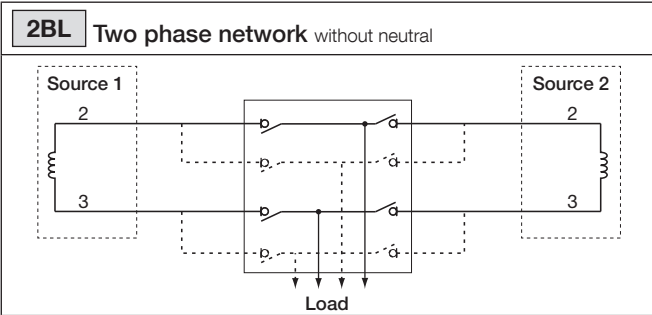 2BL Two phase network without neutral
Source 1
Source 2
2
2
3
3
Load